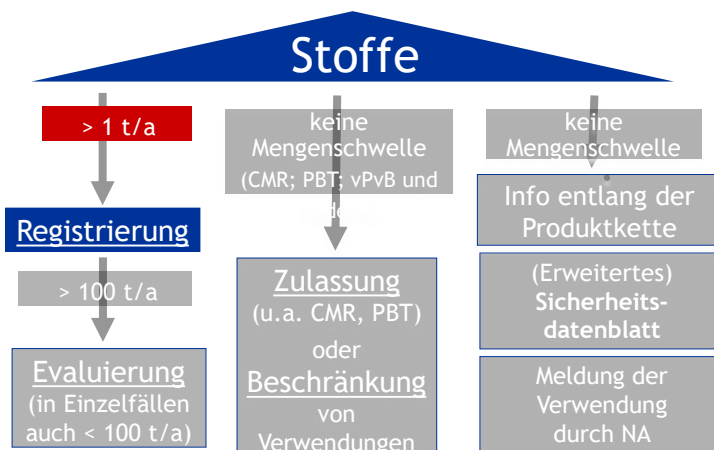 Stoffe
> 1 t/a
Registrierung
> 100 t/a
Evaluierung
(in Einzelfällen
auch < 100 t/a)
keine
Mengenschwelle
(CMR; PBT; vPvB und
Zulassung
(u.a. CMR, PBT)
oder
Beschränkung
von
Verwendungen
keine
Mengenschwelle
Info entlang der
Produktkette
(Erweitertes)
Sicherheits-
datenblatt
Meldung der
Verwendung
durch NA